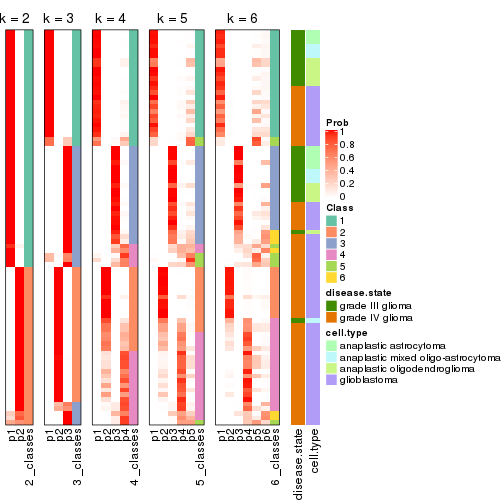 k = 2 k = 3 k = 4 k = 5 k = 6
Prob
1
0.8
0.6
0.4
0.2
0
Class
1
2
3
4
5
6
disease.state
grade III glioma
grade IV glioma
cell.type
anaplastic astrocytoma
anaplastic mixed oligo-astrocytoma
anaplastic oligodendroglioma
glioblastoma
p1
p2
2_classes
p1
p2
p3
3_classes
p1
p2
p3
p4
4_classes
p1
p2
p3
p4
p5
5_classes
p1
p2
p3
p4
p5
p6
6_classes
disease.state
cell.type